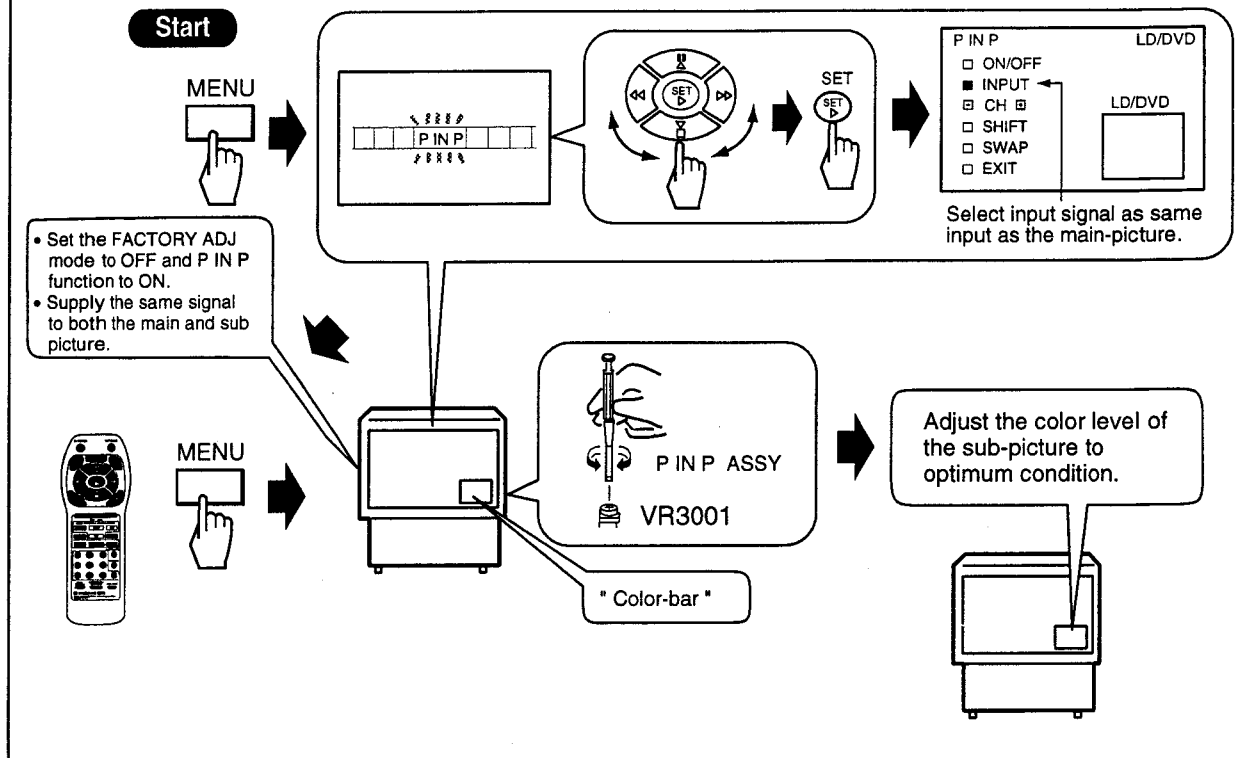 Start
MENU
P IN P
SET
SET
SET
P IN P LD/DVD
□ ON/OFF
■ INPUT
⊟ CH ⊞
□ SHIFT
□ SWAP
□ EXIT
LD/DVD
Select input signal as same
input as the main-picture.
• Set the FACTORY ADJ
mode to OFF and P IN P
function to ON.
• Supply the same signal
to both the main and sub
picture.
MENU
P IN P ASSY
VR3001
" Color-bar "
Adjust the color level of
the sub-picture to
optimum condition.